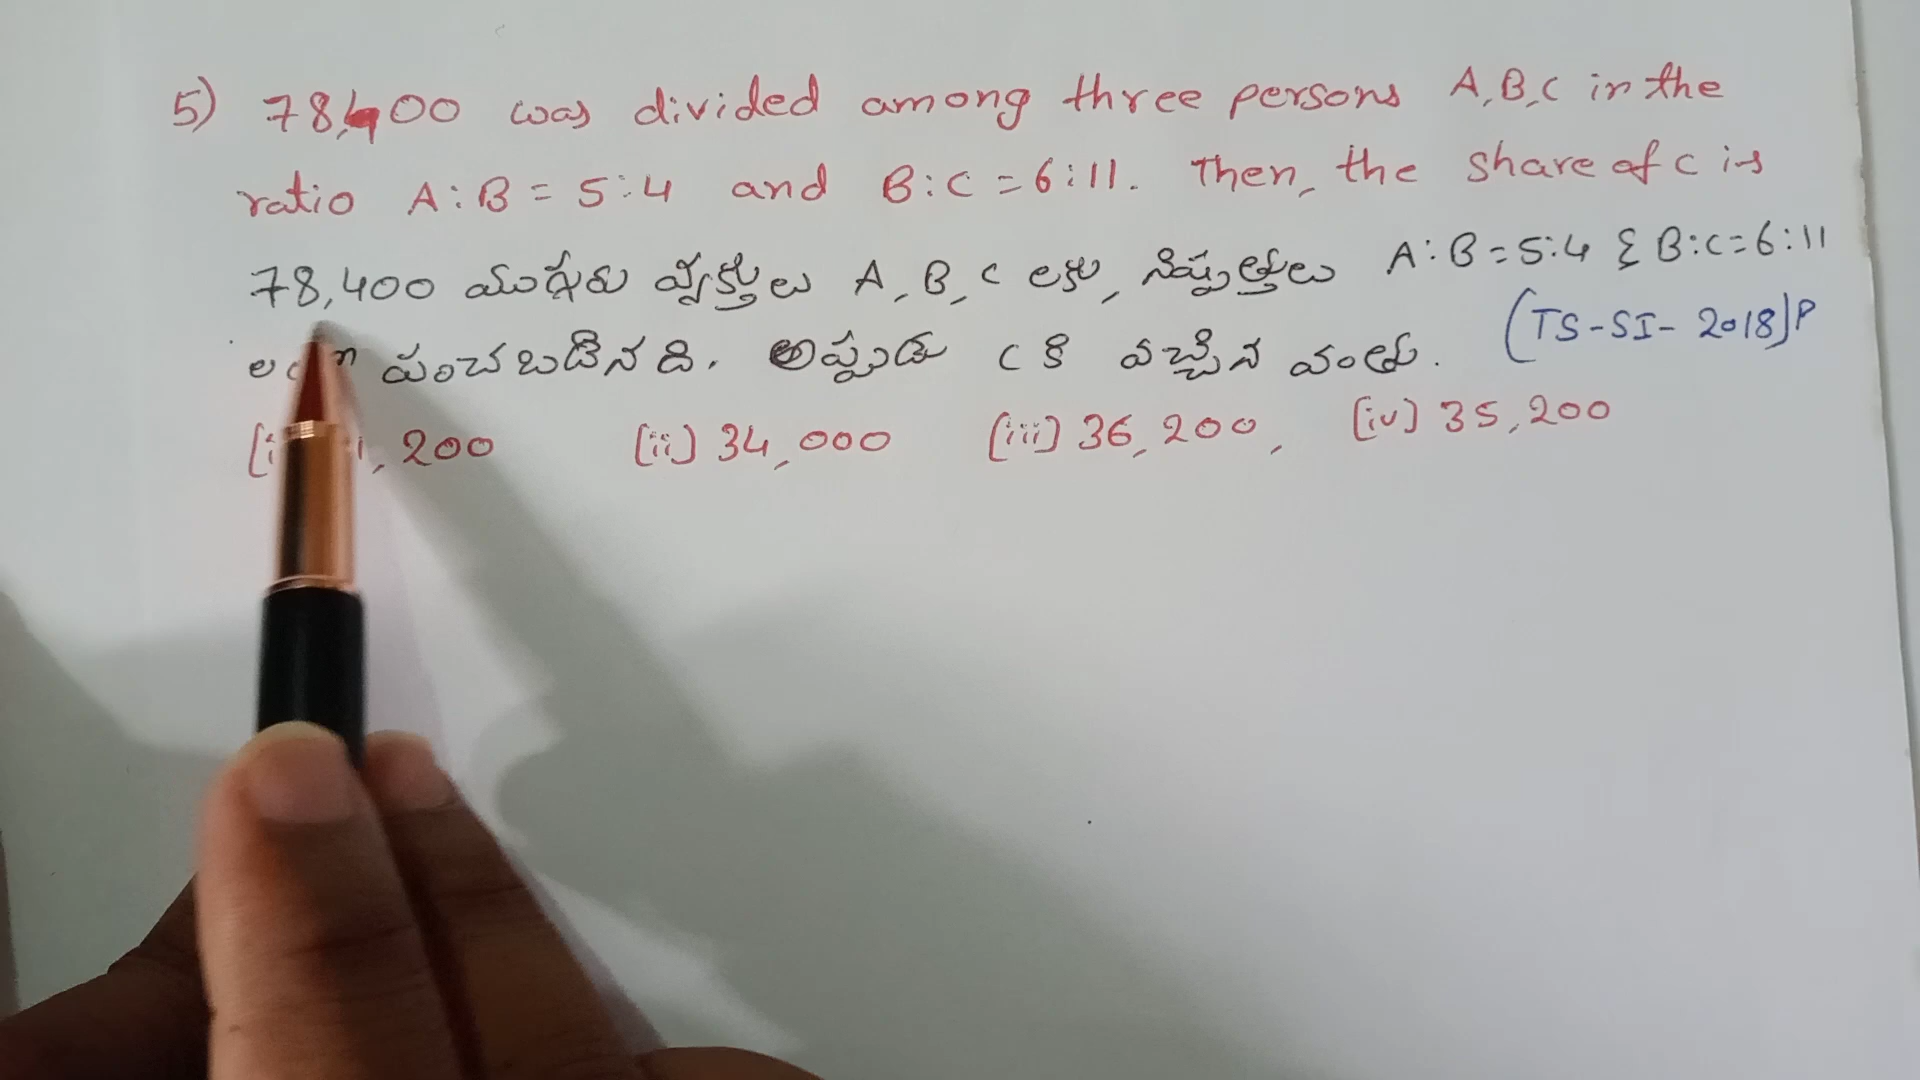 5) 78,400 was divided among three persons A,B,C in the
ratio A:B = 5:4 and B:C = 6:11. Then, the share of C is
78,400 ముగ్గురు వ్యక్తులు A, B, C లకు, నిష్పత్తులు A:B = 5:4 & B:C = 6:11
పంచబడినది. అప్పుడు C కి వచ్చిన వంతు. (TS-SI-2018)P
,200 (ii) 34,000 (iii) 36,200, (iv) 35,200